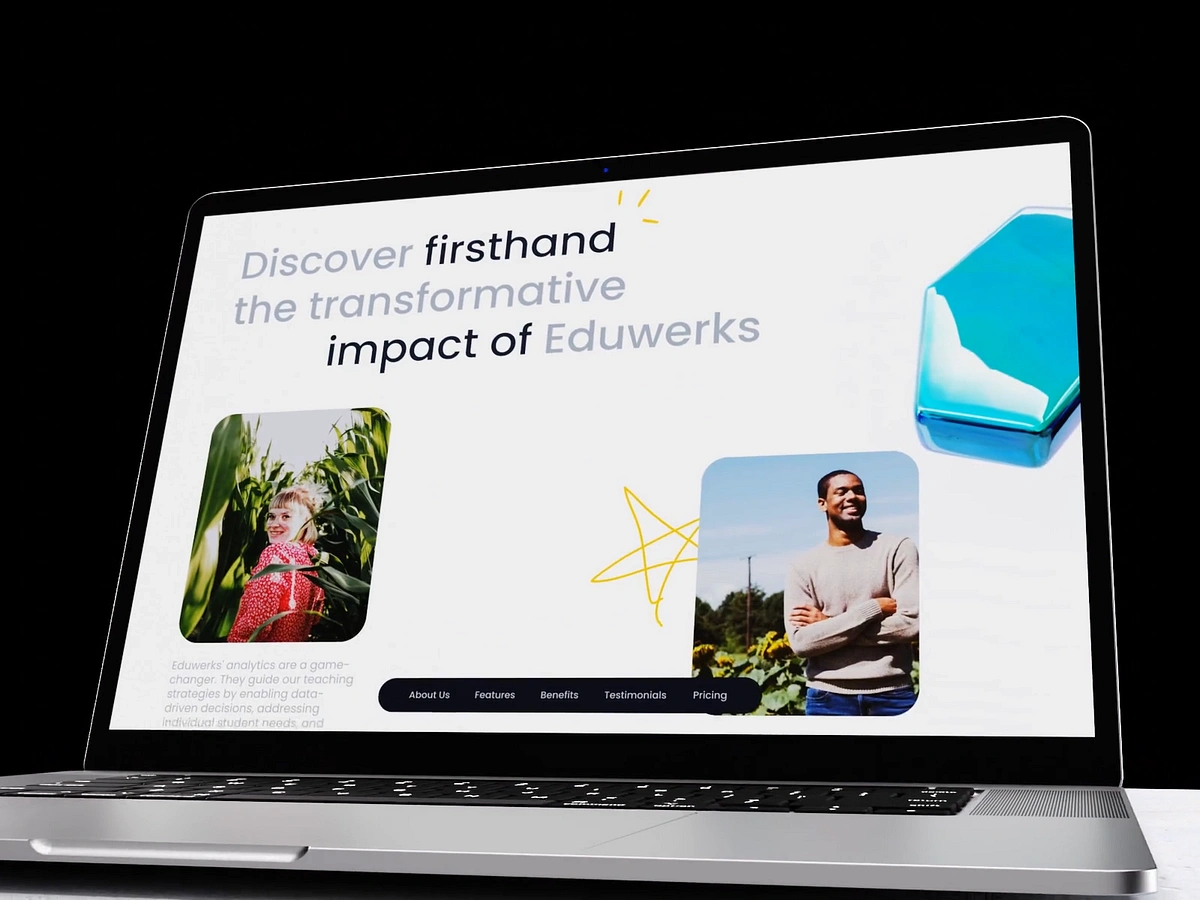 Discover firsthand
the transformative
impact of Eduwerks
Eduwerks' analytics are a game-
changer. They guide our teaching
strategies by enabling data-
driven decisions, addressing
individual student needs, and
About Us Features Benefits Testimonials Pricing